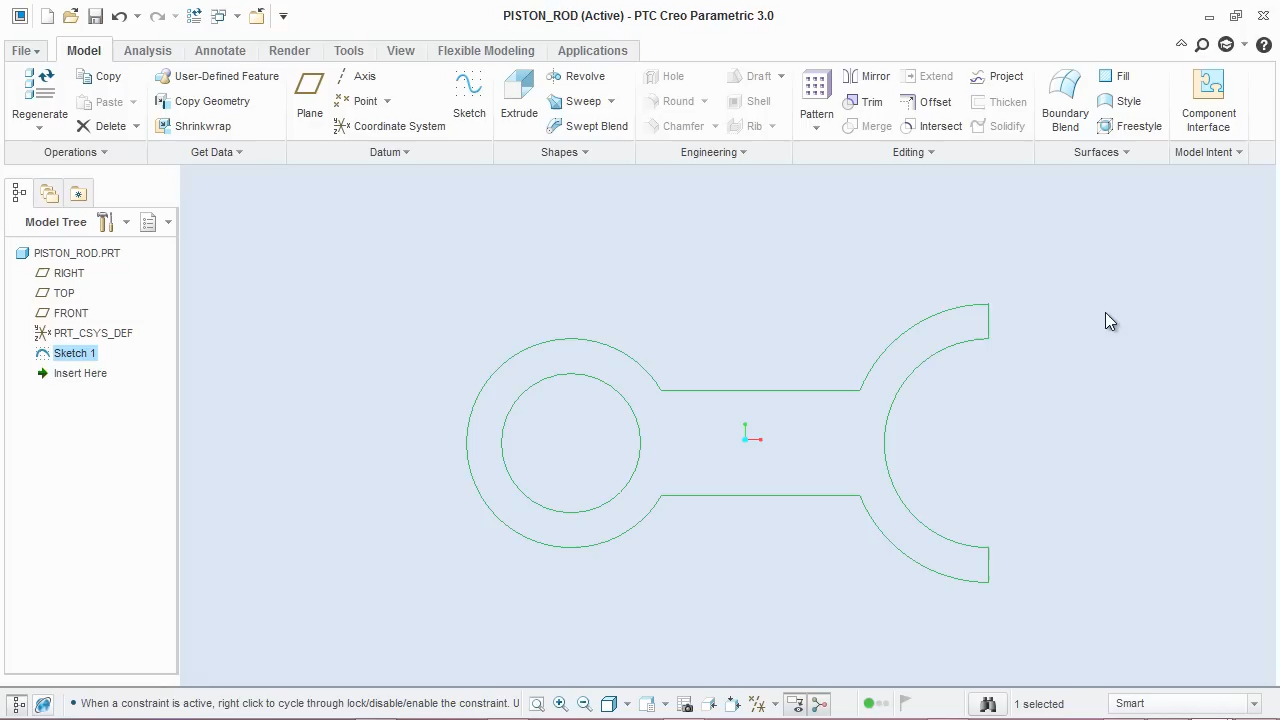 PISTON_ROD (Active) - PTC Creo Parametric 3.0
File Model Analysis Annotate Render Tools View Flexible Modeling Applications
Regenerate
Copy
Paste
Delete
Operations
User-Defined Feature
Copy Geometry
Shrinkwrap
Get Data
Plane
Axis
Point
Coordinate System
Sketch
Datum
Extrude
Revolve
Sweep
Swept Blend
Shapes
Hole
Round
Chamfer
Draft
Shell
Rib
Engineering
Pattern
Mirror
Trim
Merge
Extend
Offset
Intersect
Project
Thicken
Solidify
Editing
Boundary
Blend
Fill
Style
Freestyle
Surfaces
Component
Interface
Model Intent
Model Tree
PISTON_ROD.PRT
RIGHT
TOP
FRONT
PRT_CSYS_DEF
Sketch 1
Insert Here
• When a constraint is active, right click to cycle through lock/disable/enable the constraint. U
1 selected
Smart